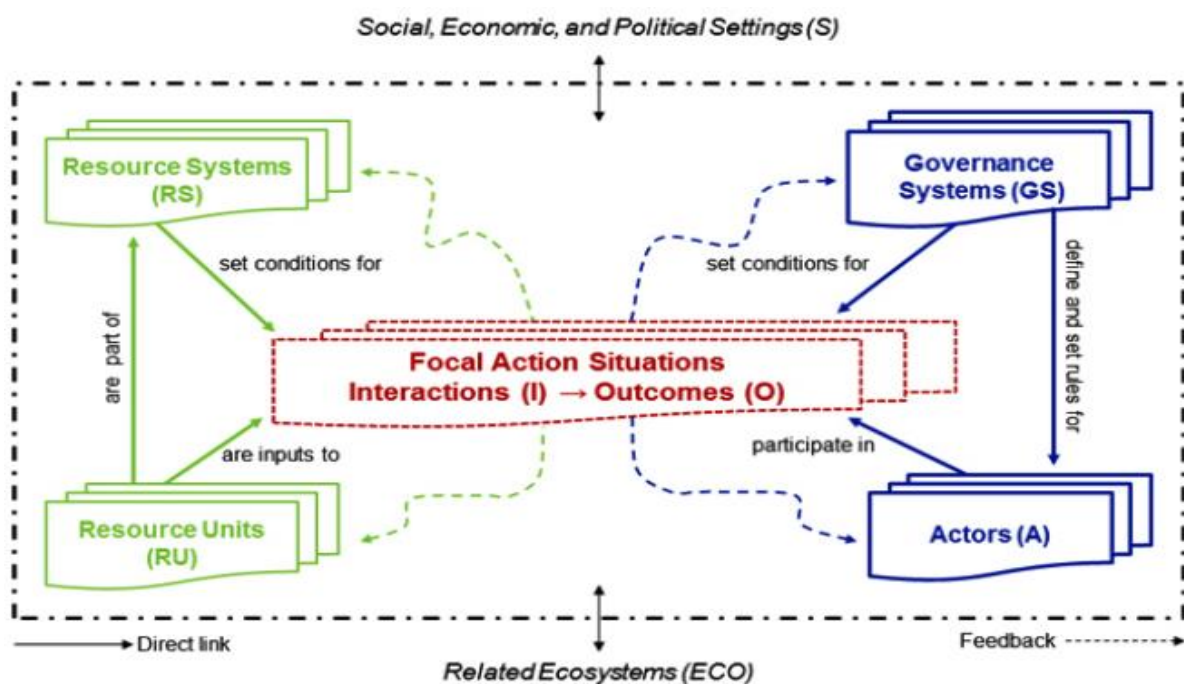 Social, Economic, and Political Settings (S)
Resource Systems
(RS)
Governance
Systems (GS)
set conditions for
set conditions for
are part of
define and set rules for
Focal Action Situations
Interactions (I) → Outcomes (O)
are inputs to
participate in
Resource Units
(RU)
Actors (A)
Direct link
Feedback
Related Ecosystems (ECO)